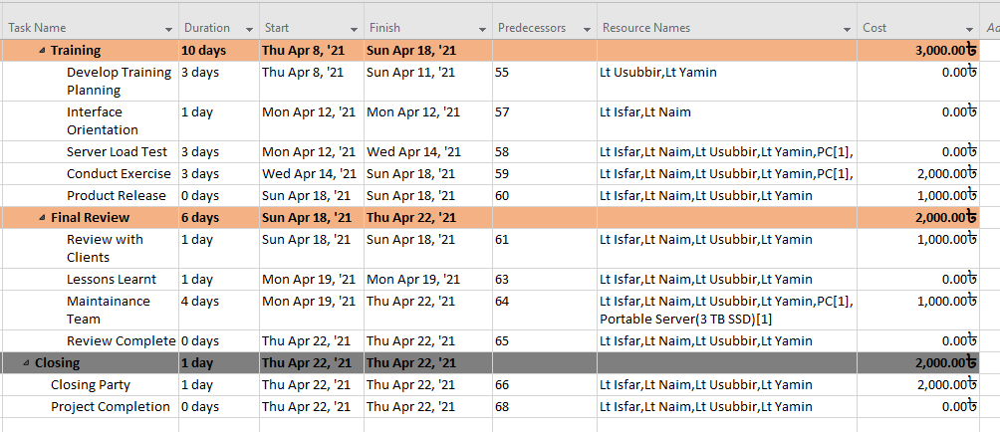 Task Name Duration Start Finish Predecessors Resource Names Cost Ad
Training 10 days Thu Apr 8, '21 Sun Apr 18, '21 3,000.00৳
Develop Training 3 days Thu Apr 8, '21 Sun Apr 11, '21 55 Lt Usubbir,Lt Yamin 0.00৳
Planning
Interface 1 day Mon Apr 12, '21 Mon Apr 12, '21 57 Lt Isfar,Lt Naim 0.00৳
Orientation
Server Load Test 3 days Mon Apr 12, '21 Wed Apr 14, '21 58 Lt Isfar,Lt Naim,Lt Usubbir,Lt Yamin,PC[1], 0.00৳
Conduct Exercise 3 days Wed Apr 14, '21 Sun Apr 18, '21 59 Lt Isfar,Lt Naim,Lt Usubbir,Lt Yamin,PC[1], 2,000.00৳
Product Release 0 days Sun Apr 18, '21 Sun Apr 18, '21 60 Lt Isfar,Lt Naim,Lt Usubbir,Lt Yamin 1,000.00৳
Final Review 6 days Sun Apr 18, '21 Thu Apr 22, '21 2,000.00৳
Review with 1 day Sun Apr 18, '21 Sun Apr 18, '21 61 Lt Isfar,Lt Naim,Lt Usubbir,Lt Yamin 1,000.00৳
Clients
Lessons Learnt 1 day Mon Apr 19, '21 Mon Apr 19, '21 63 Lt Isfar,Lt Naim,Lt Usubbir,Lt Yamin 0.00৳
Maintainance 4 days Mon Apr 19, '21 Thu Apr 22, '21 64 Lt Isfar,Lt Naim,Lt Usubbir,Lt Yamin,PC[1], 1,000.00৳
Team Portable Server(3 TB SSD)[1]
Review Complete 0 days Thu Apr 22, '21 Thu Apr 22, '21 65 Lt Isfar,Lt Naim,Lt Usubbir,Lt Yamin 0.00৳
Closing 1 day Thu Apr 22, '21 Thu Apr 22, '21 2,000.00৳
Closing Party 1 day Thu Apr 22, '21 Thu Apr 22, '21 66 Lt Isfar,Lt Naim,Lt Usubbir,Lt Yamin 2,000.00৳
Project Completion 0 days Thu Apr 22, '21 Thu Apr 22, '21 68 Lt Isfar,Lt Naim,Lt Usubbir,Lt Yamin 0.00৳